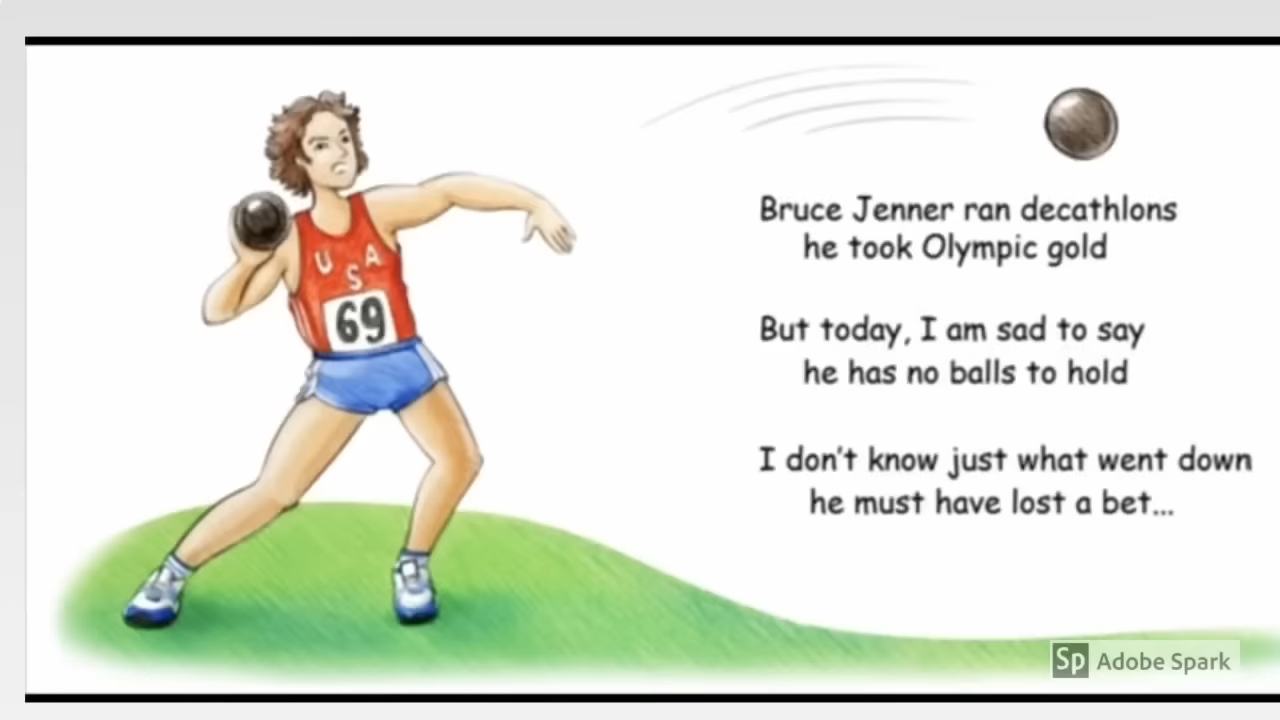 USA
69
Bruce Jenner ran decathlons
he took Olympic gold
But today, I am sad to say
he has no balls to hold
I don't know just what went down
he must have lost a bet...
Sp Adobe Spark